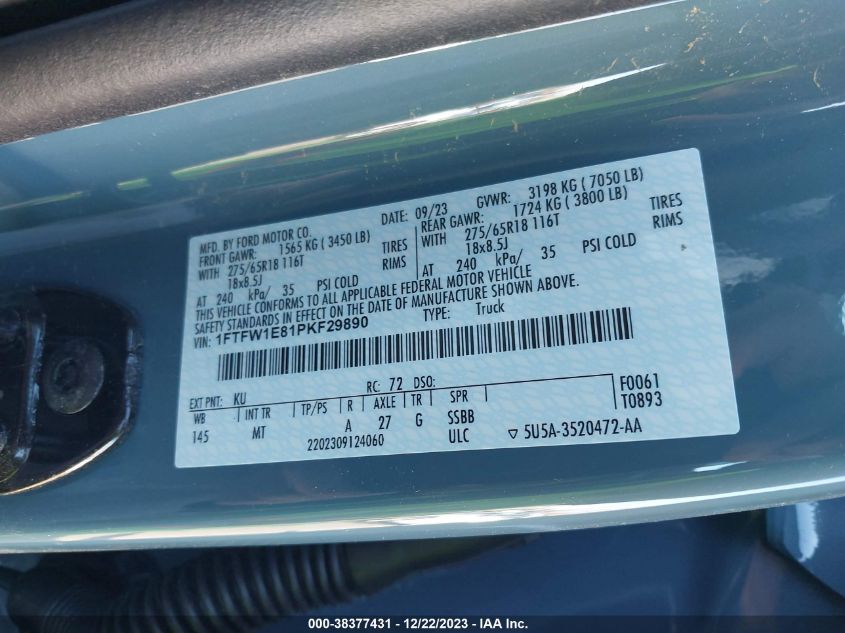 MFD. BY FORD MOTOR CO.
DATE: 09/23 GVWR: 3198 KG ( 7050 LB)
FRONT GAWR: 1565 KG ( 3450 LB)
REAR GAWR: 1724 KG ( 3800 LB)
WITH 275/65R18 116T TIRES
WITH 275/65R18 116T TIRES
18x8.5J RIMS
18x8.5J RIMS
AT 240 kPa/ 35 PSI COLD
AT 240 kPa/ 35 PSI COLD
THIS VEHICLE CONFORMS TO ALL APPLICABLE FEDERAL MOTOR VEHICLE
SAFETY STANDARDS IN EFFECT ON THE DATE OF MANUFACTURE SHOWN ABOVE.
VIN: 1FTFW1E81PKF29890 TYPE: Truck
EXT PNT: KU RC: 72 DSO:
WB INT TR TP/PS R AXLE TR SPR
145 MT A 27 G SSBB
2202309124060 ULC
F0061
T0893
▽ 5U5A-3520472-AA
000-38377431 - 12/22/2023 - IAA Inc.